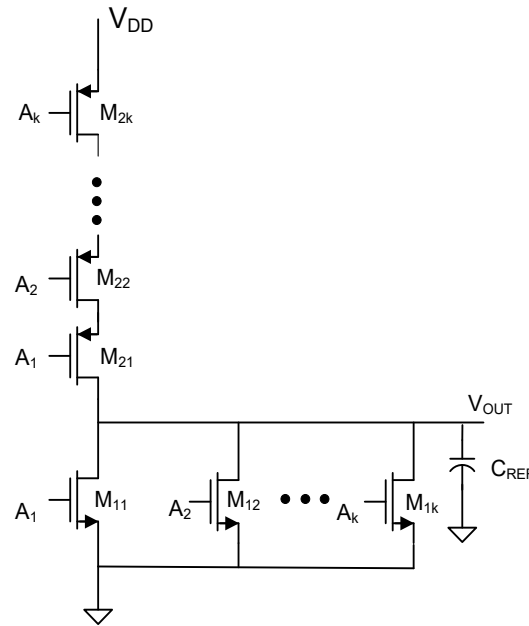 V_DD
A_k M_2k
A_2 M_22
A_1 M_21
V_OUT
C_REF
A_1 M_11
A_2 M_12
A_k M_1k